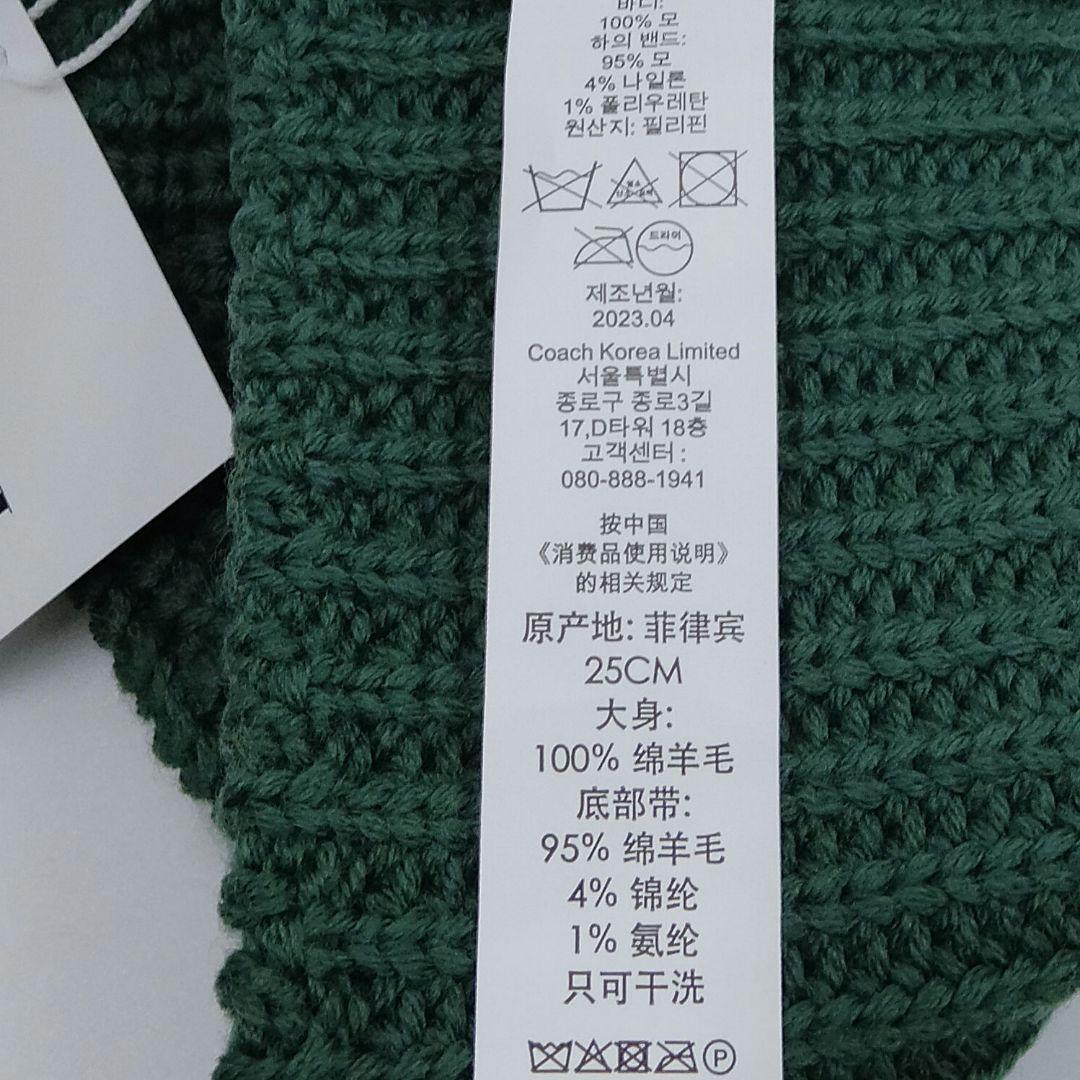 바디:
100% 모
하의 밴드:
95% 모
4% 나일론
1% 폴리우레탄
원산지: 필리핀
드라이
제조년월:
2023.04
Coach Korea Limited
서울특별시
종로구 종로3길
17,D타워 18층
고객센터 :
080-888-1941
按中国
《消费品使用说明》
的相关规定
原产地: 菲律宾
25CM
大身:
100% 绵羊毛
底部带:
95% 绵羊毛
4% 锦纶
1% 氨纶
只可干洗
P